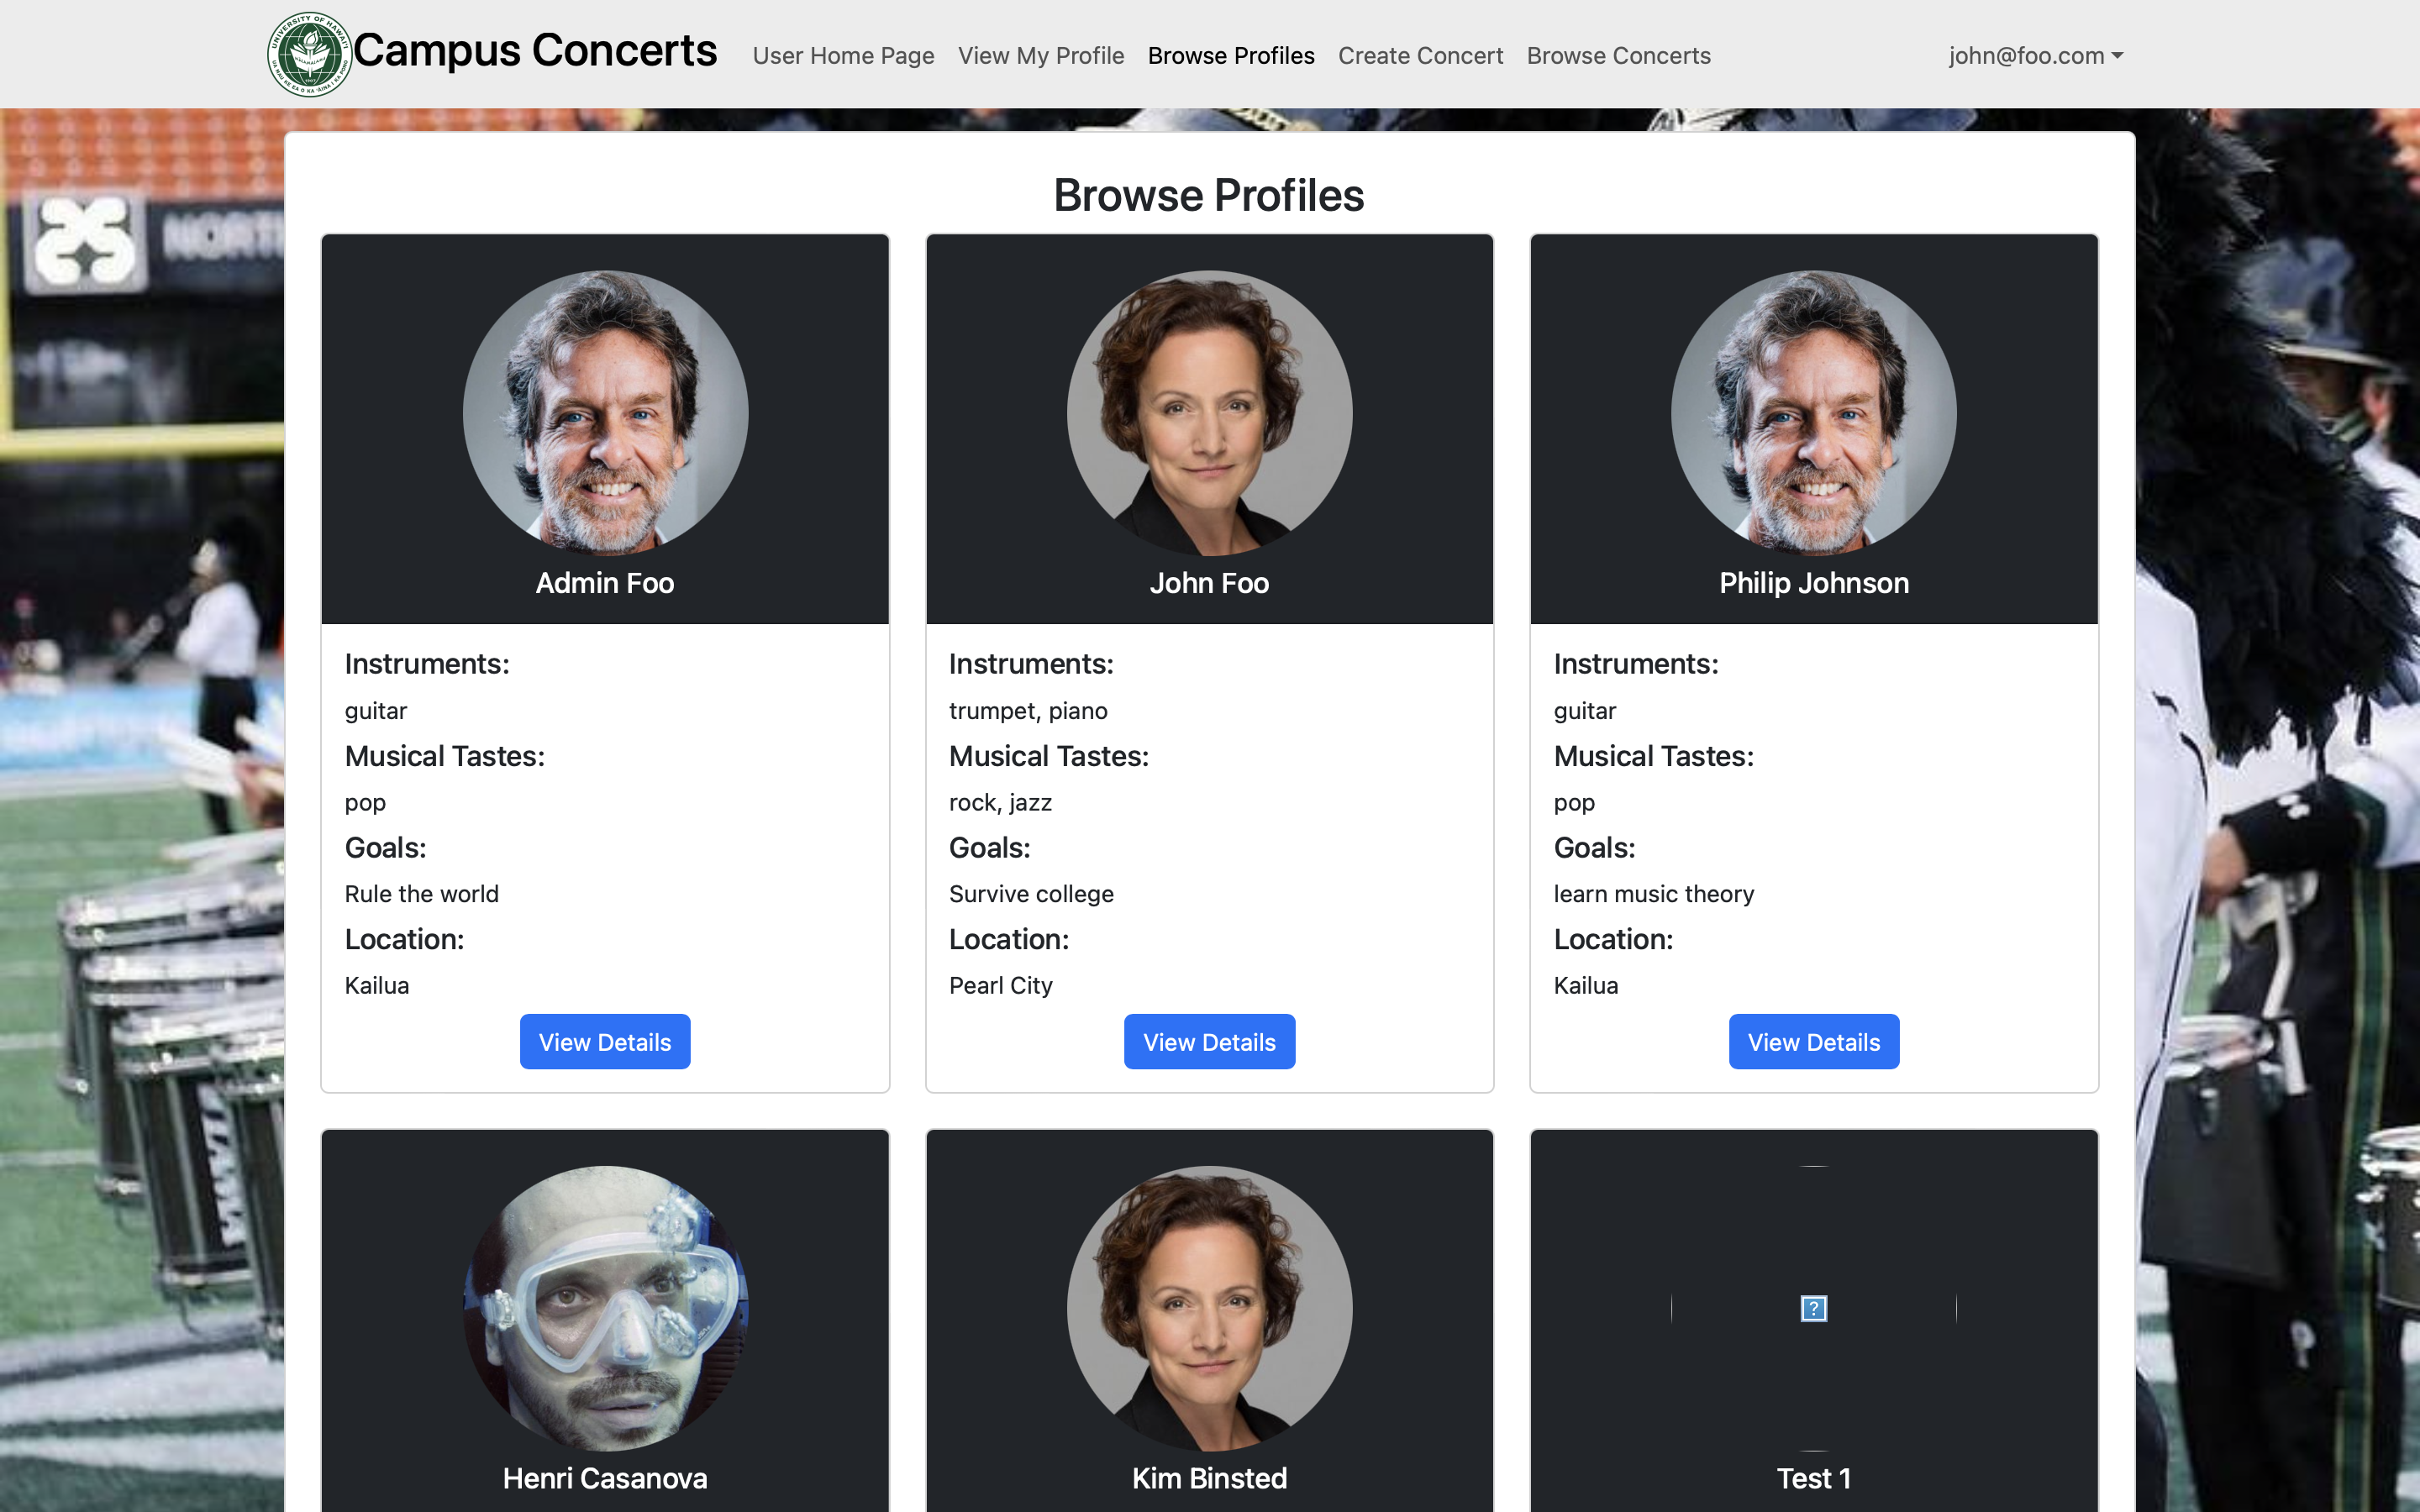 UNIVERSITY OF HAWAI'I
Campus Concerts
User Home Page
View My Profile
Browse Profiles
Create Concert
Browse Concerts
john@foo.com
Browse Profiles
Admin Foo
Instruments:
guitar
Musical Tastes:
pop
Goals:
Rule the world
Location:
Kailua
View Details
John Foo
Instruments:
trumpet, piano
Musical Tastes:
rock, jazz
Goals:
Survive college
Location:
Pearl City
View Details
Philip Johnson
Instruments:
guitar
Musical Tastes:
pop
Goals:
learn music theory
Location:
Kailua
View Details
Henri Casanova
Kim Binsted
?
Test 1